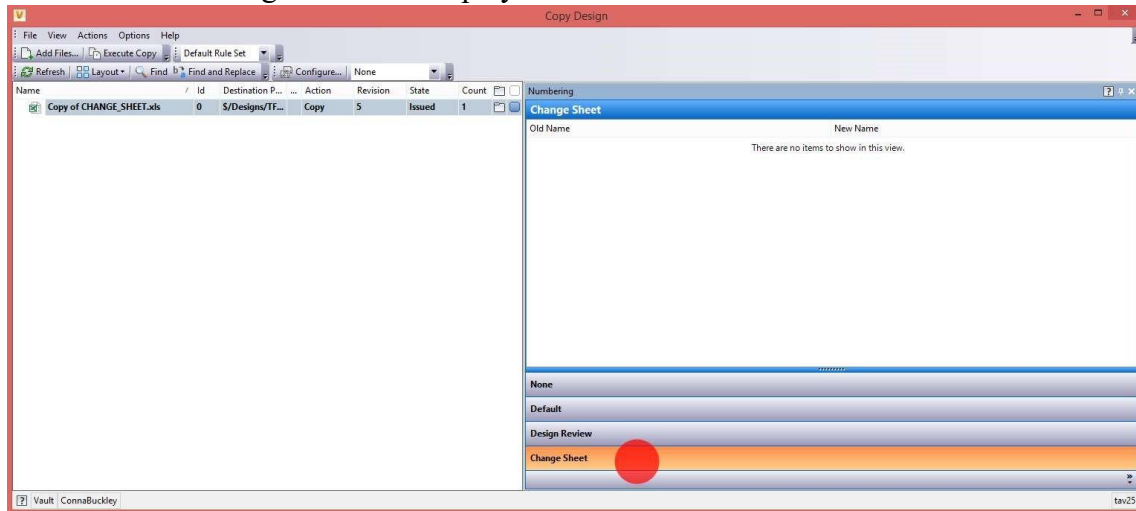 Copy Design
File View Actions Options Help
Add Files... Execute Copy Default Rule Set
Refresh Layout Find Find and Replace Configure... None
Name / Id Destination P... ... Action Revision State Count
Copy of CHANGE_SHEET.xls 0 $/Designs/TF... Copy 5 Issued 1
Numbering
Change Sheet
Old Name New Name
There are no items to show in this view.
None
Default
Design Review
Change Sheet
Vault ConnaBuckley tav25